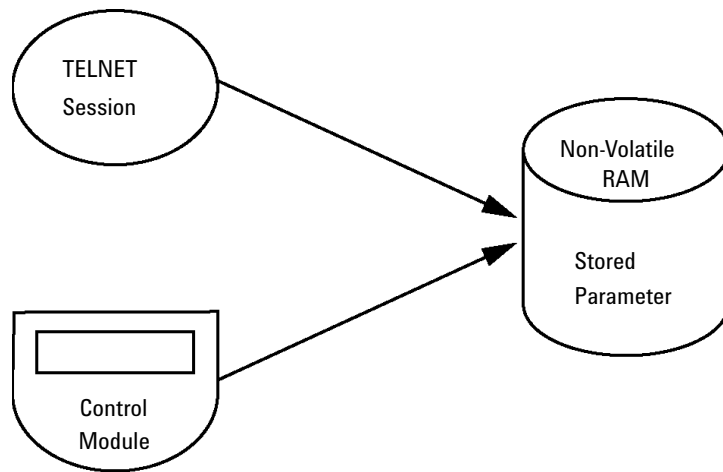 TELNET
Session
Non-Volatile
RAM
Stored
Parameter
Control
Module